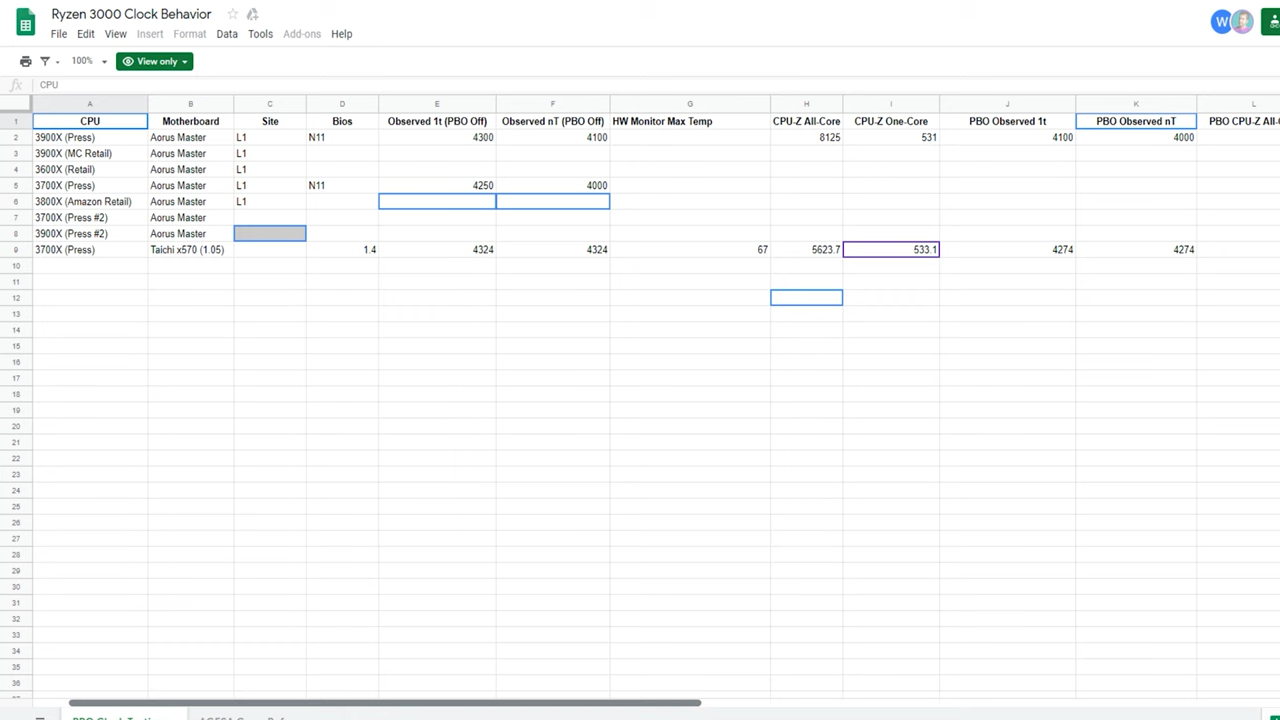 Ryzen 3000 Clock Behavior
File Edit View Insert Format Data Tools Add-ons Help
100% View only
W
fx CPU
A B C D E F G H I J K L
1 CPU Motherboard Site Bios Observed 1t (PBO Off) Observed nT (PBO Off) HW Monitor Max Temp CPU-Z All-Core CPU-Z One-Core PBO Observed 1t PBO Observed nT PBO CPU-Z All-
2 3900X (Press) Aorus Master L1 N11 4300 4100 8125 531 4100 4000
3 3900X (MC Retail) Aorus Master L1
4 3600X (Retail) Aorus Master L1
5 3700X (Press) Aorus Master L1 N11 4250 4000
6 3800X (Amazon Retail) Aorus Master L1
7 3700X (Press #2) Aorus Master
8 3900X (Press #2) Aorus Master
9 3700X (Press) Taichi x570 (1.05) 1.4 4324 4324 67 5623.7 533.1 4274 4274
10
11
12
13
14
15
16
17
18
19
20
21
22
23
24
25
26
27
28
29
30
31
32
33
34
35
36